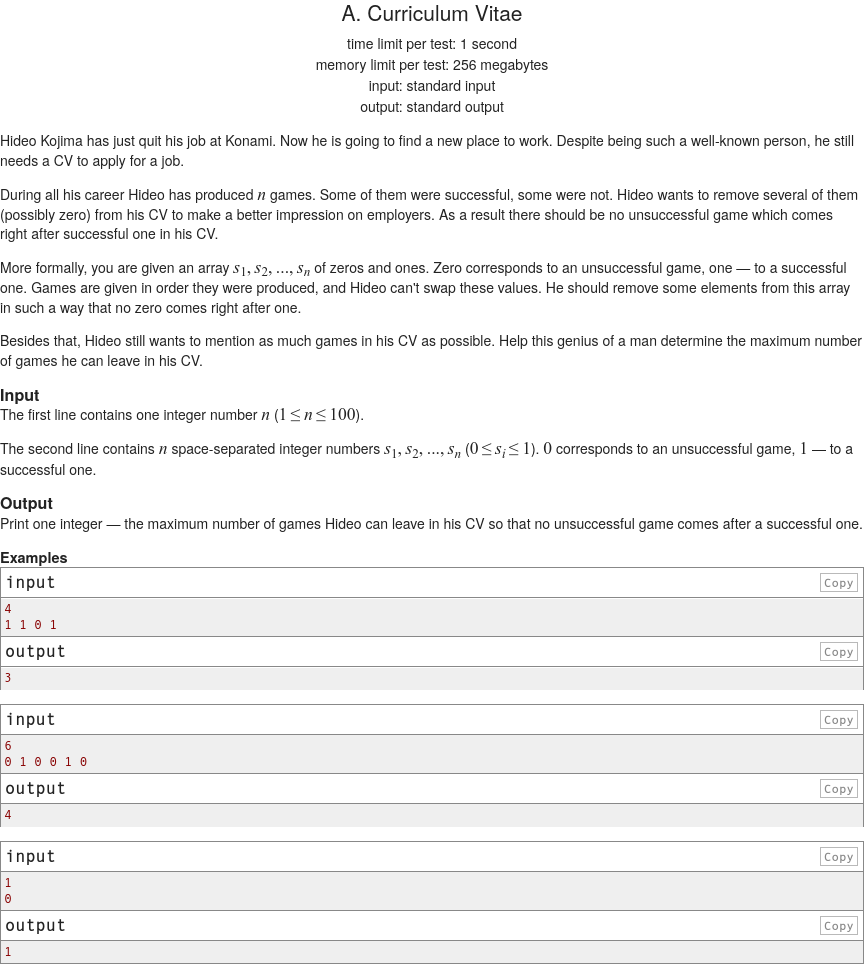 A. Curriculum Vitae
time limit per test: 1 second
memory limit per test: 256 megabytes
input: standard input
output: standard output
Hideo Kojima has just quit his job at Konami. Now he is going to find a new place to work. Despite being such a well-known person, he still
needs a CV to apply for a job.
During all his career Hideo has produced n games. Some of them were successful, some were not. Hideo wants to remove several of them
(possibly zero) from his CV to make a better impression on employers. As a result there should be no unsuccessful game which comes
right after successful one in his CV.
More formally, you are given an array s1, s2, ..., sn of zeros and ones. Zero corresponds to an unsuccessful game, one — to a successful
one. Games are given in order they were produced, and Hideo can't swap these values. He should remove some elements from this array
in such a way that no zero comes right after one.
Besides that, Hideo still wants to mention as much games in his CV as possible. Help this genius of a man determine the maximum number
of games he can leave in his CV.
Input
The first line contains one integer number n (1 ≤ n ≤ 100).
The second line contains n space-separated integer numbers s1, s2, ..., sn (0 ≤ si ≤ 1). 0 corresponds to an unsuccessful game, 1 — to a
successful one.
Output
Print one integer — the maximum number of games Hideo can leave in his CV so that no unsuccessful game comes after a successful one.
Examples
input Copy
4
1 1 0 1
output Copy
3
input Copy
6
0 1 0 0 1 0
output Copy
4
input Copy
1
0
output Copy
1